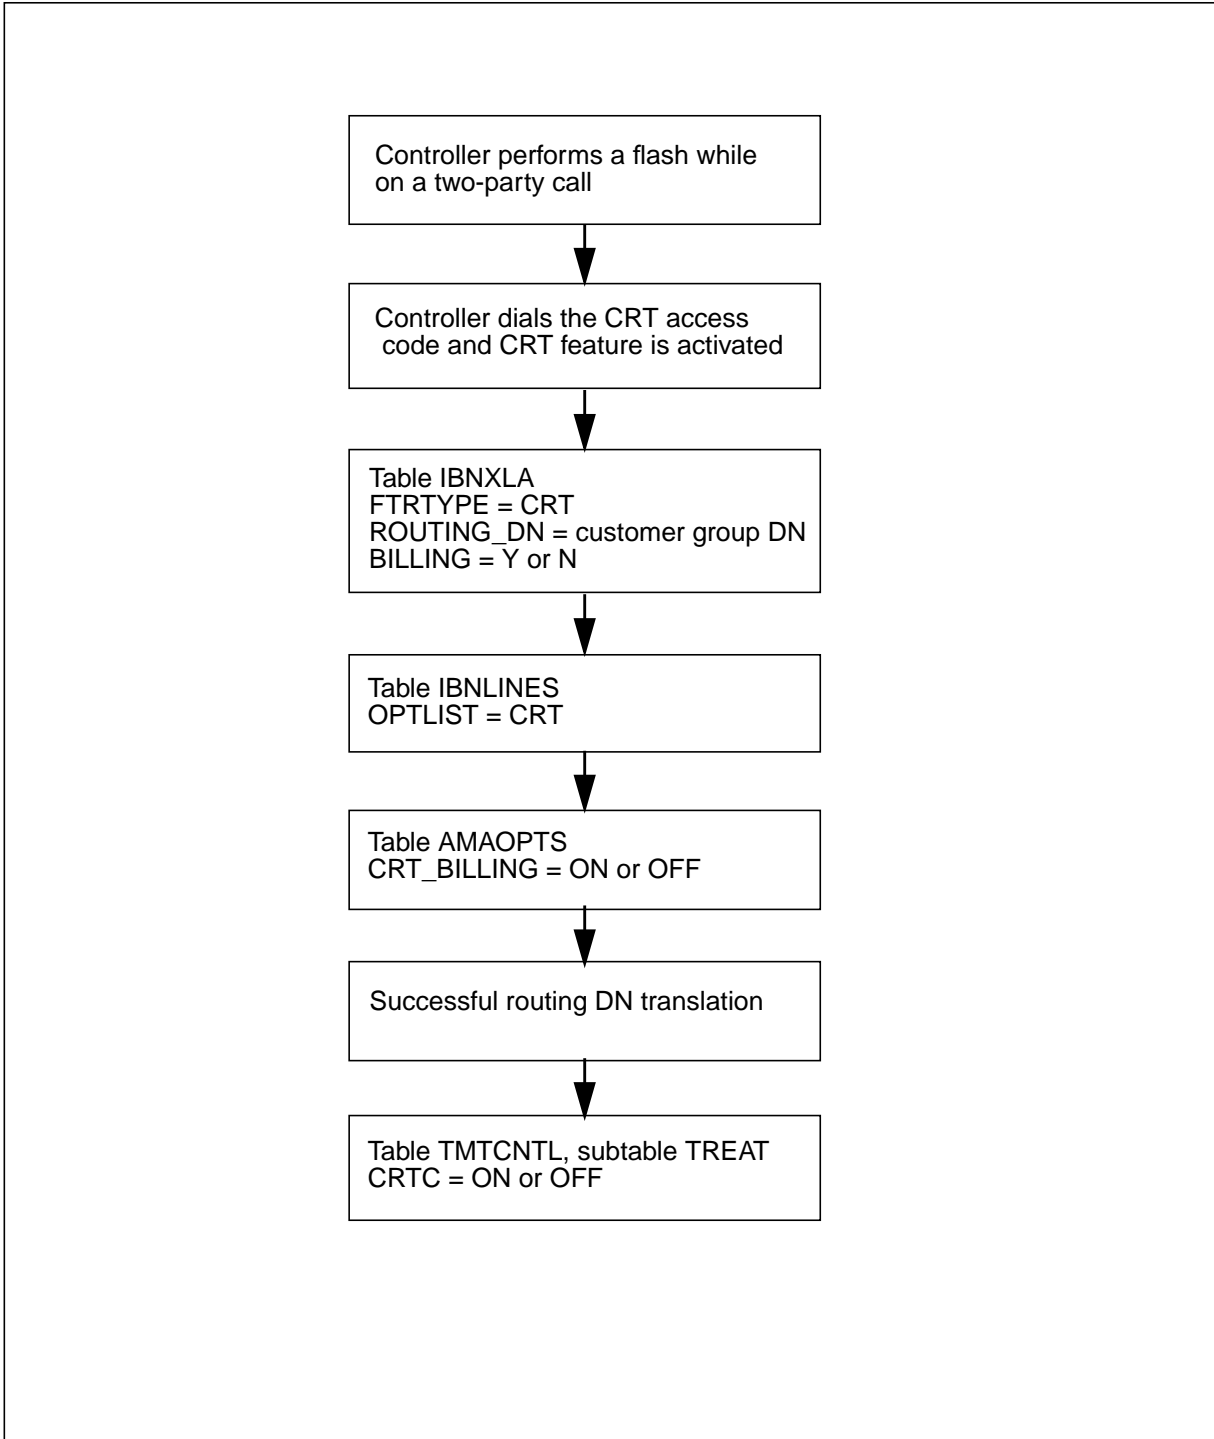 Controller performs a flash while
on a two-party call
Controller dials the CRT access
code and CRT feature is activated
Table IBNXLA
FTRTYPE = CRT
ROUTING_DN = customer group DN
BILLING = Y or N
Table IBNLINES
OPTLIST = CRT
Table AMAOPTS
CRT_BILLING = ON or OFF
Successful routing DN translation
Table TMTCNTL, subtable TREAT
CRTC = ON or OFF